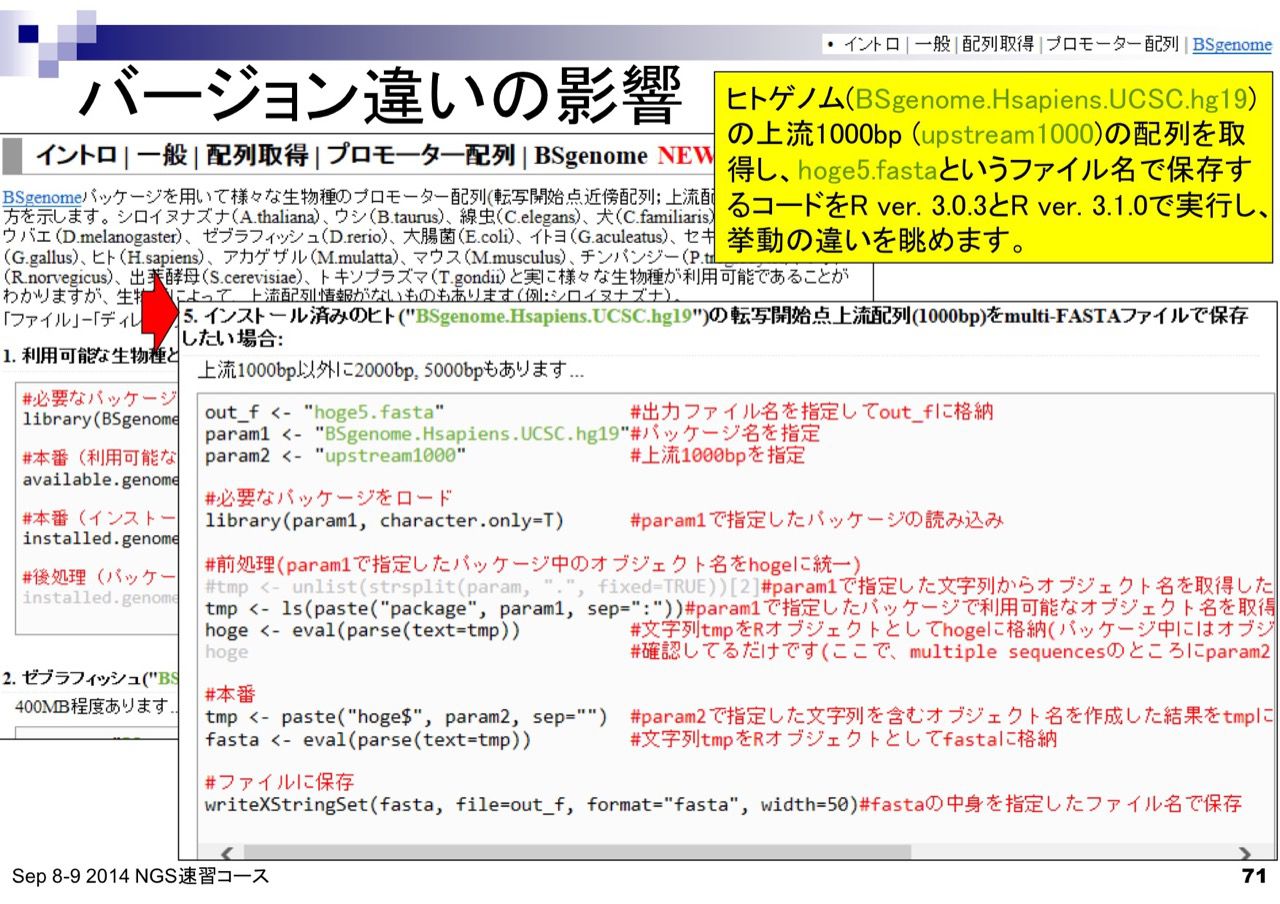 • イントロ | 一般 | 配列取得 | プロモーター配列 | BSgenome
バージョン違いの影響
ヒトゲノム(BSgenome.Hsapiens.UCSC.hg19)
の上流1000bp (upstream1000)の配列を取
得し、hoge5.fastaというファイル名で保存す
るコードをR ver. 3.0.3とR ver. 3.1.0で実行し、
挙動の違いを眺めます。
イントロ | 一般 | 配列取得 | プロモーター配列 | BSgenome NEW
BSgenomeパッケージを用いて様々な生物種のプロモーター配列(転写開始点近傍配列; 上流配
方を示します。シロイヌナズナ(A.thaliana)、ウシ(B.taurus)、線虫(C.elegans)、犬(C.familiaris)
ウバエ(D.melanogaster)、ゼブラフィッシュ(D.rerio)、大腸菌(E.coli)、イトヨ(G.aculeatus)、セキ
(G.gallus)、ヒト(H.sapiens)、アカゲザル(M.mulatta)、マウス(M.musculus)、チンパンジー(P.t
(R.norvegicus)、出芽酵母(S.cerevisiae)、トキソプラズマ(T.gondii)と実に様々な生物種が利用可能であることが
わかりますが、生物によって、上流配列情報がないものもあります(例:シロイヌナズナ)。
「ファイル」-「ディレ
1. 利用可能な生物種と
#必要なパッケージ
library(BSgenome
#本番（利用可能な
available.genome
#本番（インストー
installed.genome
#後処理（パッケー
installed.genome
2. ゼブラフィッシュ("BS
400MB程度あります...
5. インストール済みのヒト("BSgenome.Hsapiens.UCSC.hg19")の転写開始点上流配列(1000bp)をmulti-FASTAファイルで保存
したい場合:
上流1000bp以外に2000bp, 5000bpもあります...
out_f <- "hoge5.fasta" #出力ファイル名を指定してout_fに格納
param1 <- "BSgenome.Hsapiens.UCSC.hg19"#パッケージ名を指定
param2 <- "upstream1000" #上流1000bpを指定
#必要なパッケージをロード
library(param1, character.only=T) #param1で指定したパッケージの読み込み
#前処理(param1で指定したパッケージ中のオブジェクト名をhogeに統一)
#tmp <- unlist(strsplit(param, ".", fixed=TRUE))[2]#param1で指定した文字列からオブジェクト名を取得した
tmp <- ls(paste("package", param1, sep=":"))#param1で指定したパッケージで利用可能なオブジェクト名を取得
hoge <- eval(parse(text=tmp)) #文字列tmpをRオブジェクトとしてhogeに格納(パッケージ中にはオブジ
hoge #確認してるだけです(ここで、multiple sequencesのところにparam2
#本番
tmp <- paste("hoge$", param2, sep="") #param2で指定した文字列を含むオブジェクト名を作成した結果をtmpに
fasta <- eval(parse(text=tmp)) #文字列tmpをRオブジェクトとしてfastaに格納
#ファイルに保存
writeXStringSet(fasta, file=out_f, format="fasta", width=50)#fastaの中身を指定したファイル名で保存
Sep 8-9 2014 NGS速習コース
71